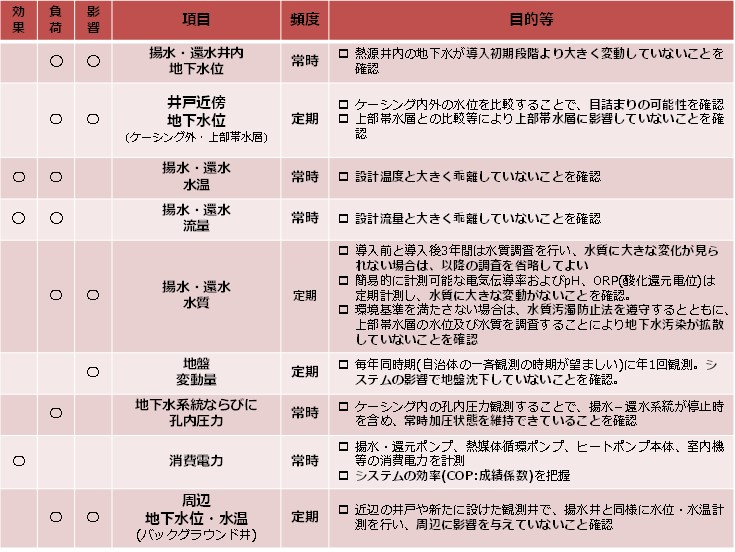 効果 負荷 影響 項目 頻度 目的等
○ ○ 揚水・還水井内 常時 ❑ 熱源井内の地下水が導入初期段階より大きく変動していないことを
地下水位 確認
○ ○ 井戸近傍 定期 ❑ ケーシング内外の水位を比較することで、目詰まりの可能性を確認
地下水位 ❑ 上部帯水層との比較等により上部帯水層に影響していないことを確
(ケーシング外・上部帯水層) 認
○ ○ 揚水・還水 常時 ❑ 設計温度と大きく乖離していないことを確認
水温
○ ○ 揚水・還水 常時 ❑ 設計流量と大きく乖離していないことを確認
流量
○ ○ 揚水・還水 定期 ❑ 導入前と導入後3年間は水質調査を行い、水質に大きな変化が見ら
水質 れない場合は、以降の調査を省略してよい
❑ 簡易的に計測可能な電気伝導率およびpH、ORP(酸化還元電位)は
定期計測し、水質に大きな変動がないことを確認。
❑ 環境基準を満たさない場合は、水質汚濁防止法を遵守するとともに、
上部帯水層の水位及び水質を調査することにより地下水汚染が拡散
していないことを確認
○ 地盤 定期 ❑ 毎年同時期(自治体の一斉観測の時期が望ましい)に年1回観測。シ
変動量 ステムの影響で地盤沈下していないことを確認。
○ 地下水系統ならびに 常時 ❑ ケーシング内の孔内圧力観測することで、揚水−還水系統が停止時
孔内圧力 を含め、常時加圧状態を維持できていることを確認
○ 消費電力 常時 ❑ 揚水・還元ポンプ、熱媒体循環ポンプ、ヒートポンプ本体、室内機
等の消費電力を計測
❑ システムの効率(COP:成績係数)を把握
○ ○ 周辺 定期 ❑ 近辺の井戸や新たに設けた観測井で、揚水井と同様に水位・水温計
地下水位・水温 測を行い、周辺に影響を与えていないこと確認
(バックグラウンド井)